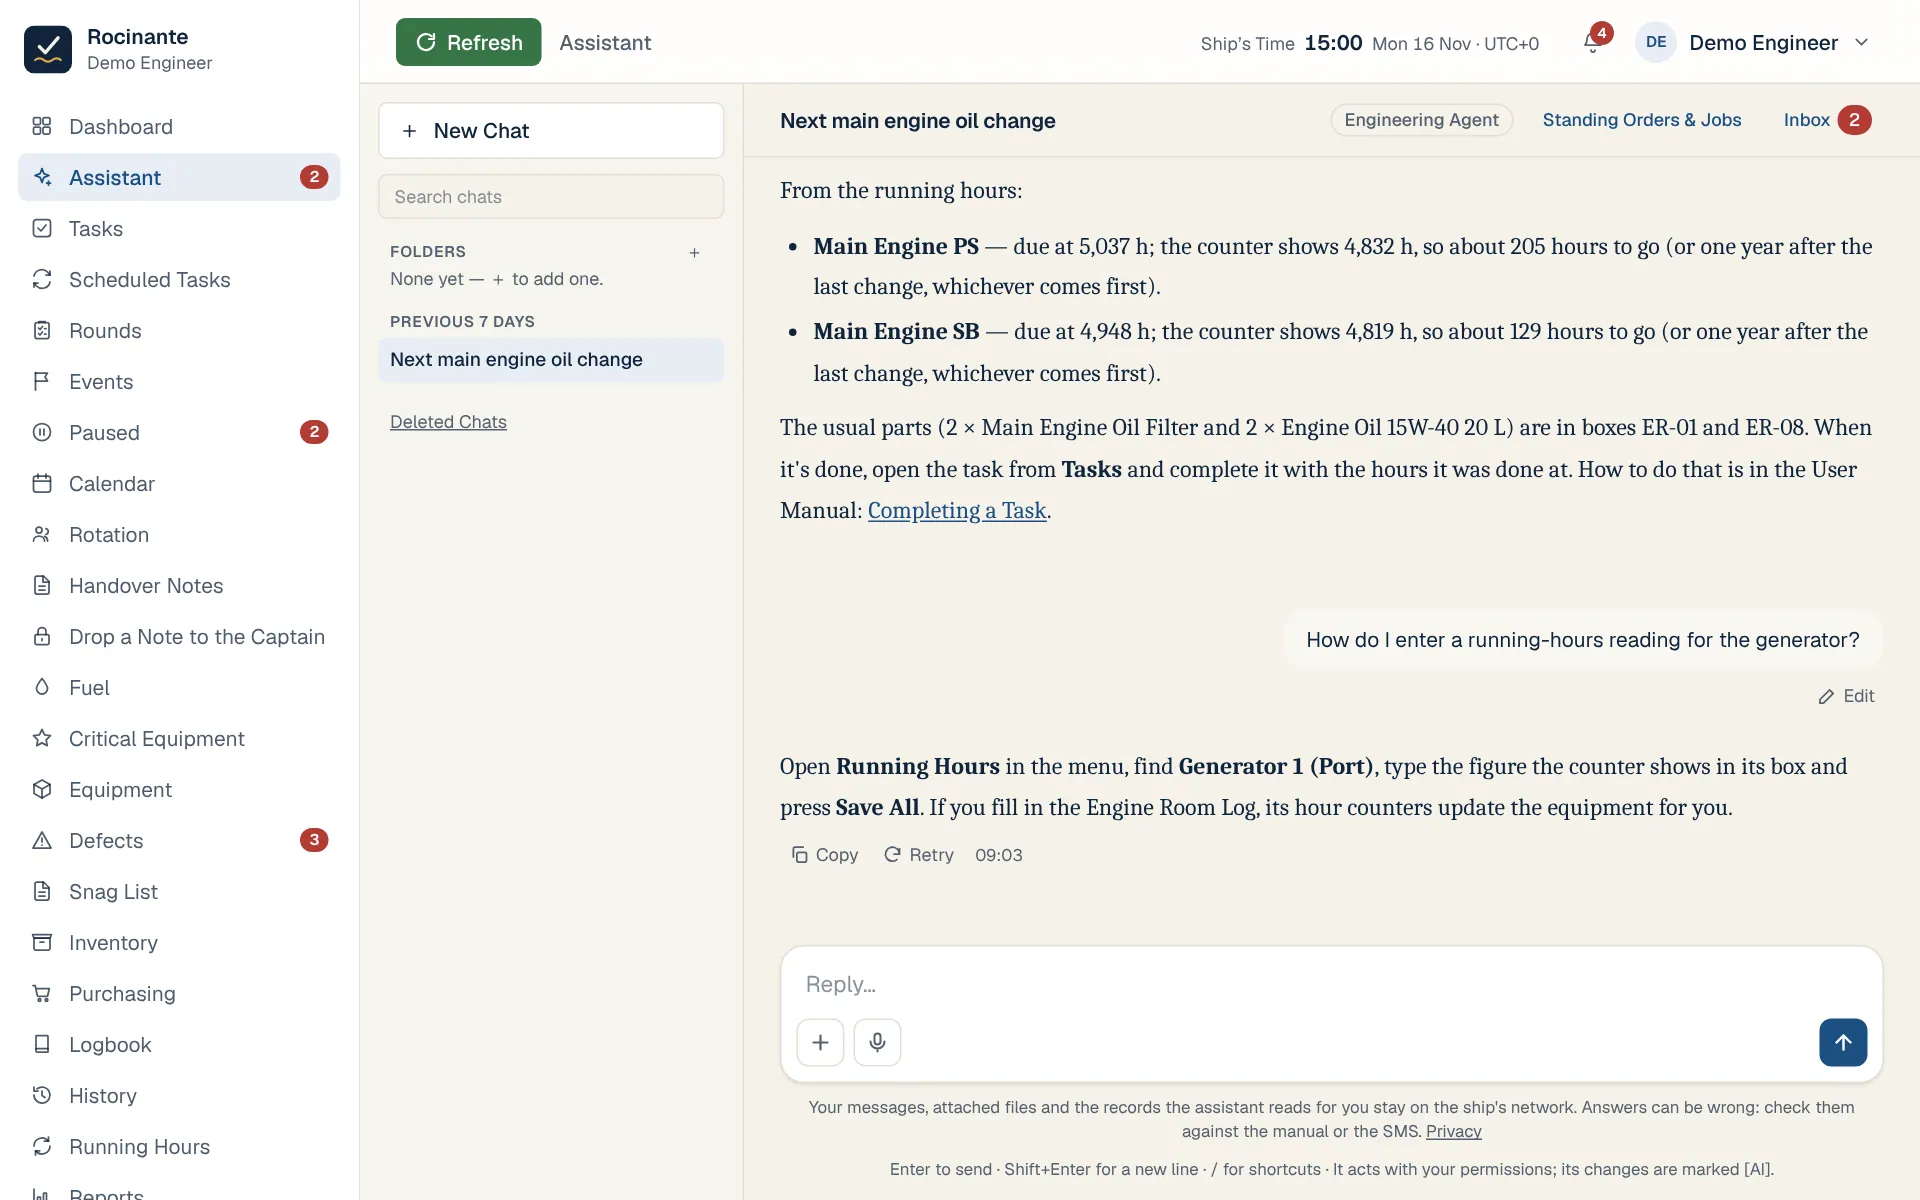 Rocinante
Demo Engineer
Dashboard
Assistant
2
Tasks
Scheduled Tasks
Rounds
Events
Paused
2
Calendar
Rotation
Handover Notes
Drop a Note to the Captain
Fuel
Critical Equipment
Equipment
Defects
3
Snag List
Inventory
Purchasing
Logbook
History
Running Hours
Reports
Refresh
Assistant
Ship's Time 15:00 Mon 16 Nov · UTC+0
4
DE
Demo Engineer
+ New Chat
Search chats
FOLDERS +
None yet — + to add one.
PREVIOUS 7 DAYS
Next main engine oil change
Deleted Chats
Next main engine oil change
Engineering Agent
Standing Orders & Jobs
Inbox 2
From the running hours:
• Main Engine PS — due at 5,037 h; the counter shows 4,832 h, so about 205 hours to go (or one year after the
last change, whichever comes first).
• Main Engine SB — due at 4,948 h; the counter shows 4,819 h, so about 129 hours to go (or one year after the
last change, whichever comes first).
The usual parts (2 × Main Engine Oil Filter and 2 × Engine Oil 15W-40 20 L) are in boxes ER-01 and ER-08. When
it's done, open the task from Tasks and complete it with the hours it was done at. How to do that is in the User
Manual: Completing a Task.
How do I enter a running-hours reading for the generator?
Edit
Open Running Hours in the menu, find Generator 1 (Port), type the figure the counter shows in its box and
press Save All. If you fill in the Engine Room Log, its hour counters update the equipment for you.
Copy Retry 09:03
Reply…
Your messages, attached files and the records the assistant reads for you stay on the ship's network. Answers can be wrong: check them
against the manual or the SMS. Privacy
Enter to send · Shift+Enter for a new line · / for shortcuts · It acts with your permissions; its changes are marked [AI].